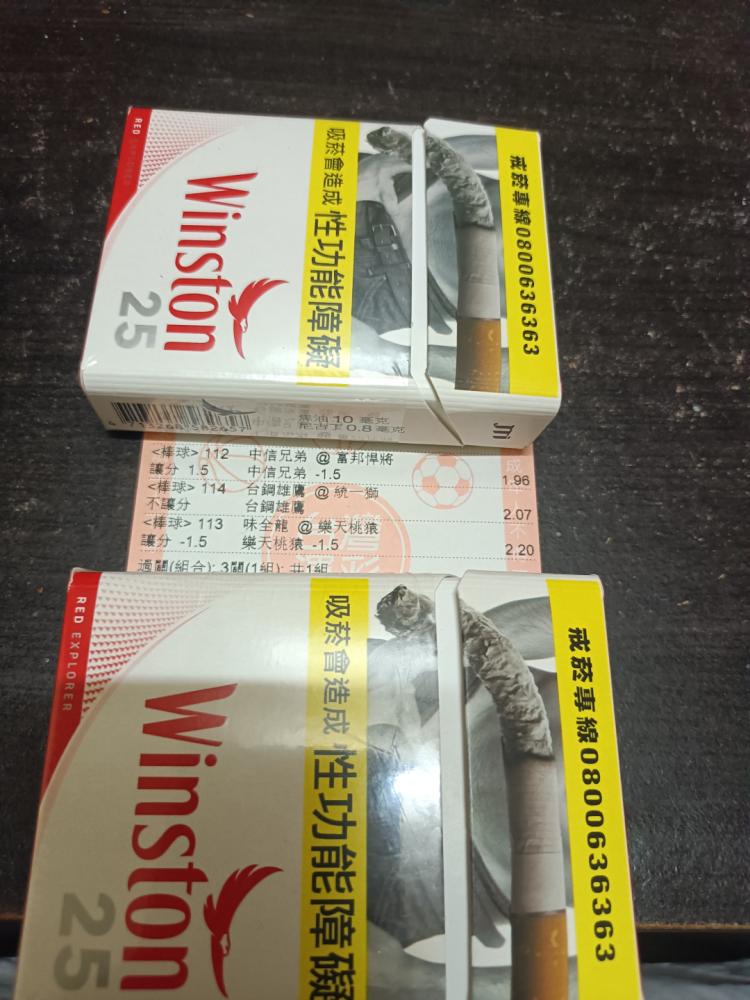 RED EXPLORER
Winston
25
吸菸會造成 性功能障礙
戒菸專線0800636363
焦油 10 毫克
尼古丁 0.8 毫克
JTi
<棒球> 112 中信兄弟 @ 富邦悍將
讓分 1.5 中信兄弟 -1.5 1.96
<棒球> 114 台鋼雄鷹 @ 統一獅
不讓分 台鋼雄鷹 2.07
<棒球> 113 味全龍 @ 樂天桃猿
讓分 -1.5 樂天桃猿 -1.5 2.20
過關(組合): 3關(1組); 共1組
RED EXPLORER
Winston
25
吸菸會造成 性功能障礙
戒菸專線0800636363